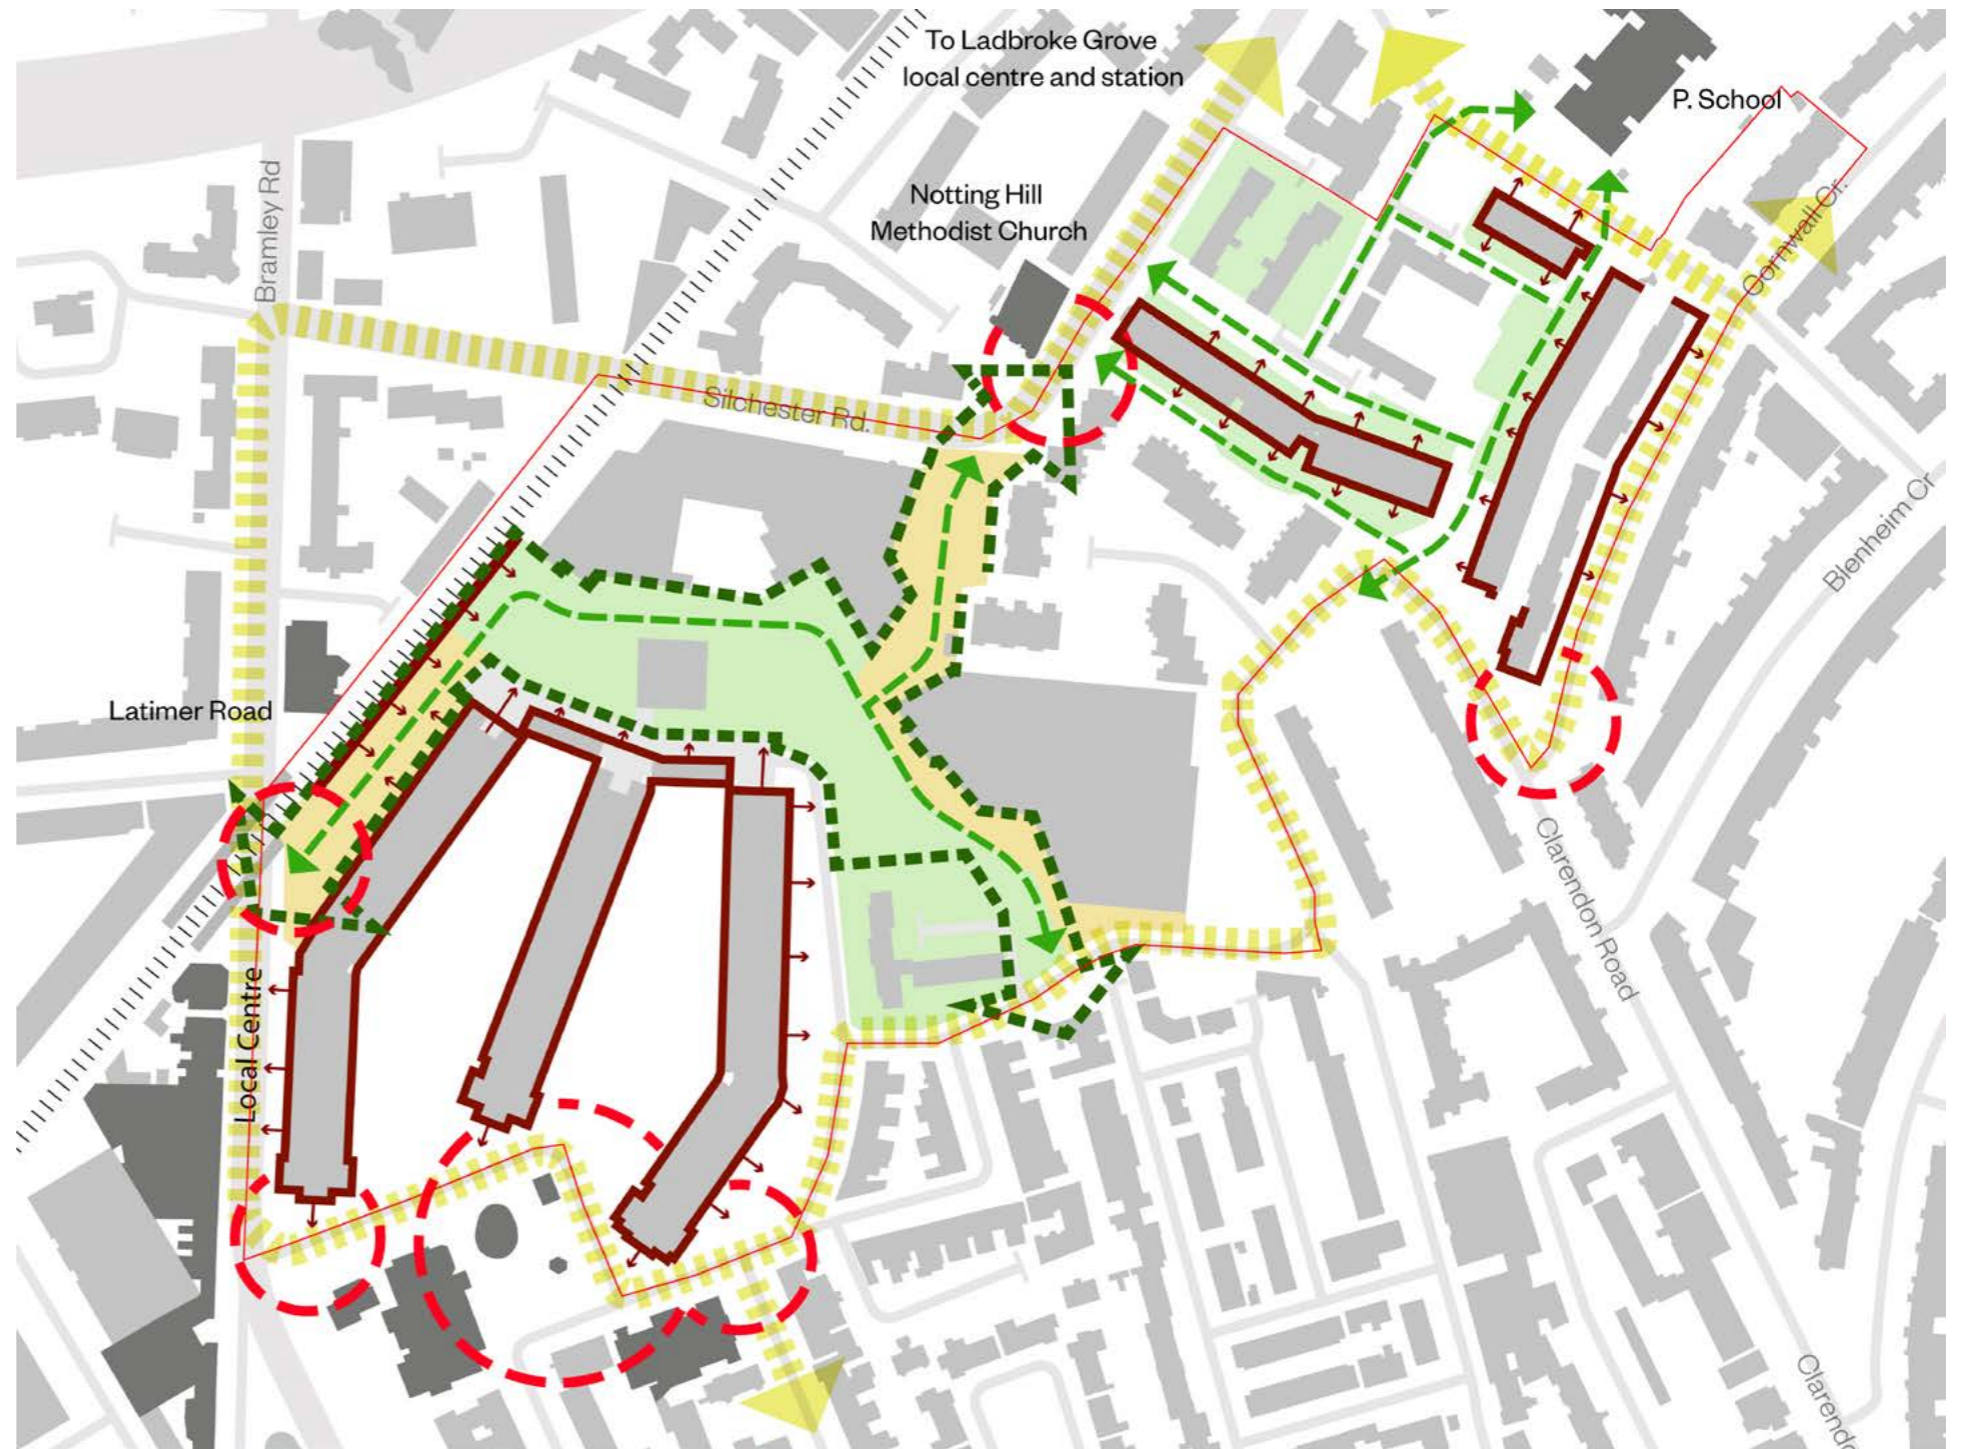 To Ladbroke Grove
local centre and station
P. School
Bramley Rd
Notting Hill
Methodist Church
Cornwall Cr.
Silchester Rd.
Blenheim Cr
Latimer Road
Clarendon Road
Local Centre
Clarend